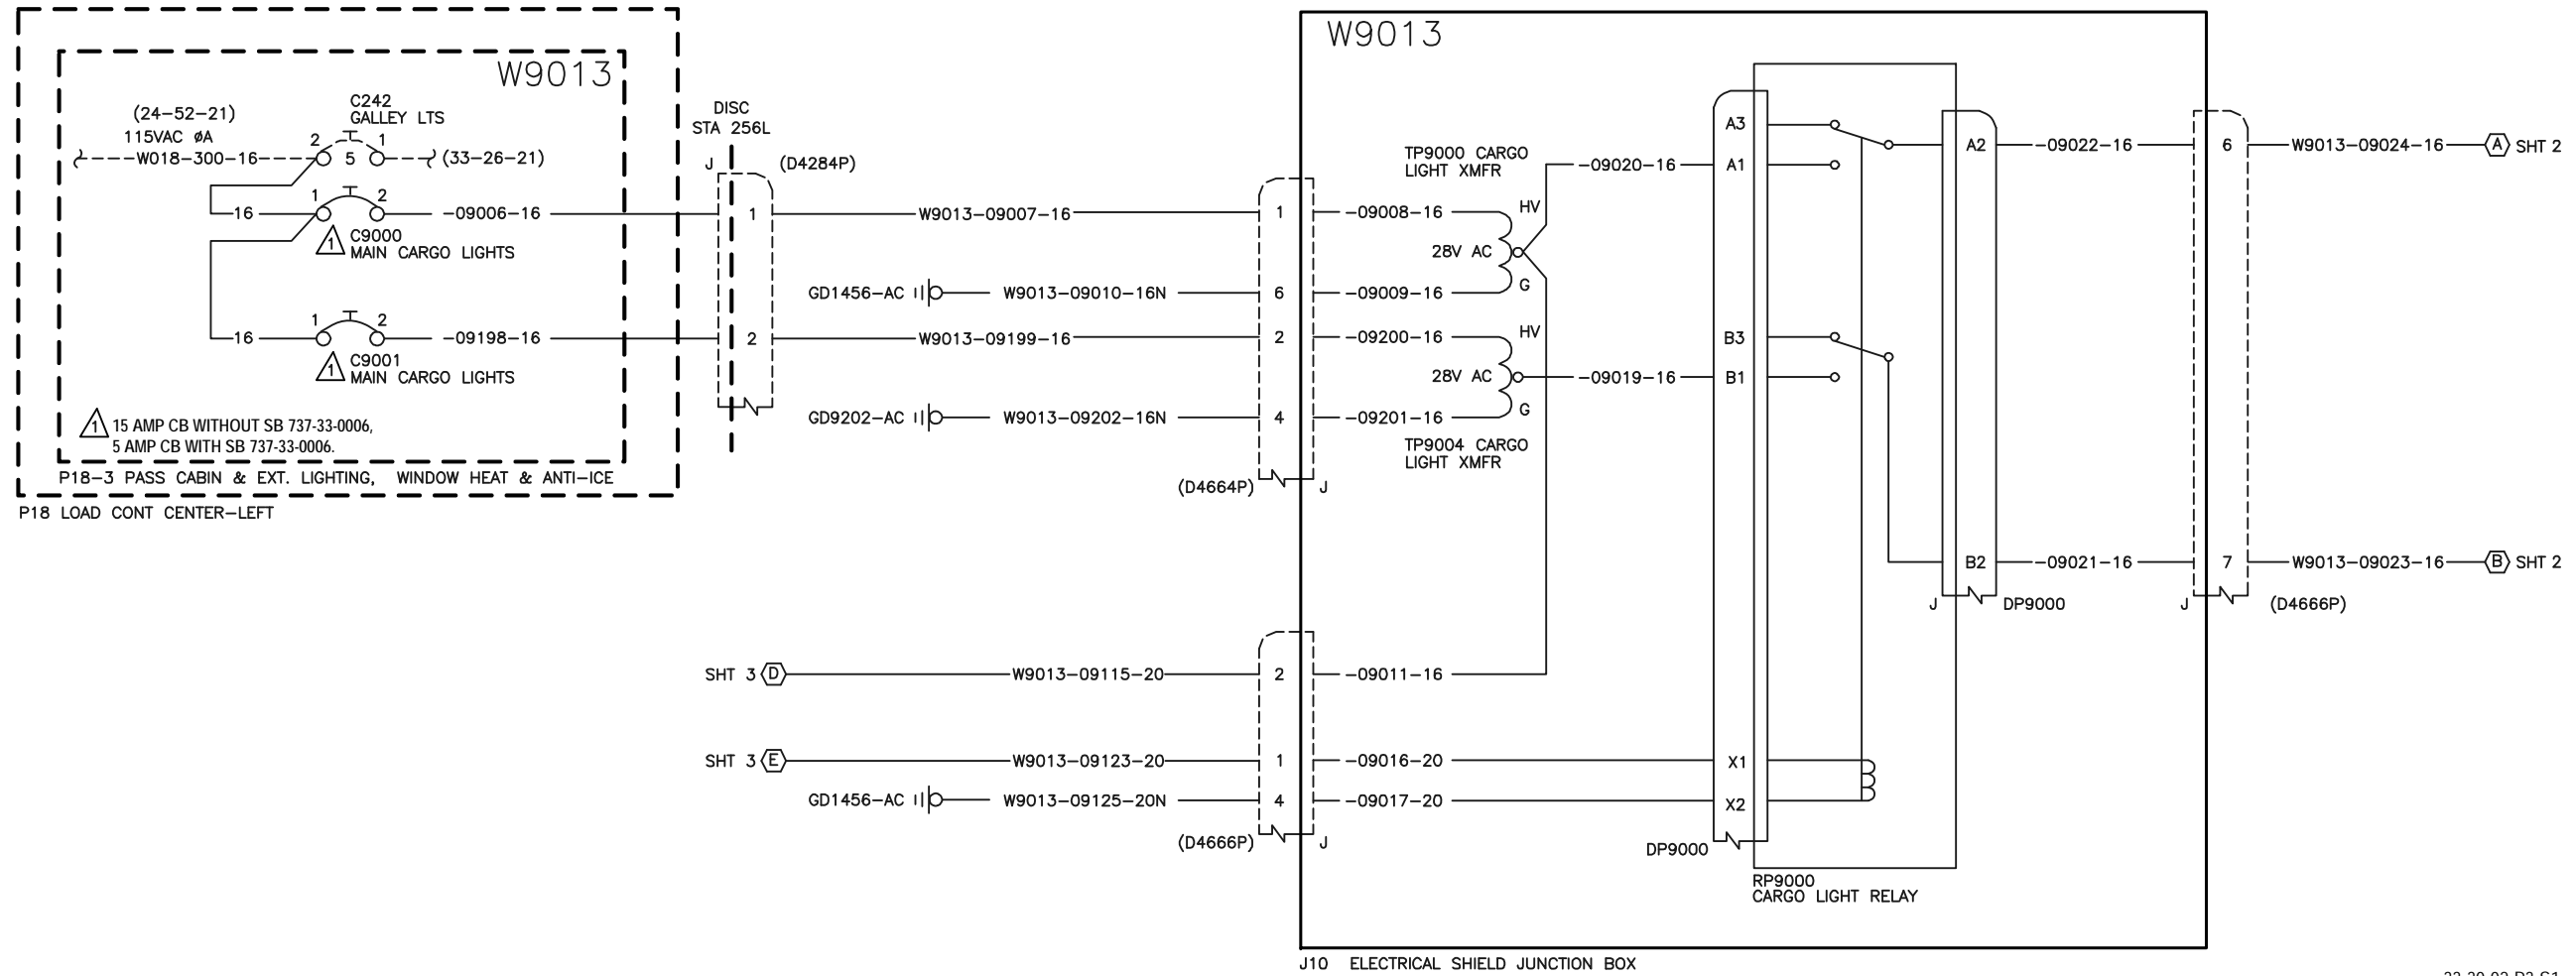 W9013
(24-52-21)
115VAC øA
C242
GALLEY LTS
2
1
W018-300-16
5
(33-26-21)
1
2
16
-09006-16
1
C9000
MAIN CARGO LIGHTS
1
2
16
-09198-16
1
C9001
MAIN CARGO LIGHTS
1
15 AMP CB WITHOUT SB 737-33-0006,
5 AMP CB WITH SB 737-33-0006.
P18-3 PASS CABIN & EXT. LIGHTING, WINDOW HEAT & ANTI-ICE
P18 LOAD CONT CENTER-LEFT
DISC
STA 256L
J
(D4284P)
1
W9013-09007-16
GD1456-AC
W9013-09010-16N
2
W9013-09199-16
GD9202-AC
W9013-09202-16N
(D4664P)
J
W9013
1
-09008-16
6
-09009-16
2
-09200-16
4
-09201-16
TP9000 CARGO
LIGHT XMFR
HV
28V AC
G
HV
28V AC
G
TP9004 CARGO
LIGHT XMFR
-09020-16
-09019-16
A3
A1
B3
B1
A2
-09022-16
6
W9013-09024-16
A
SHT 2
B2
-09021-16
7
W9013-09023-16
B
SHT 2
J
DP9000
J
(D4666P)
SHT 3
D
W9013-09115-20
2
-09011-16
SHT 3
E
W9013-09123-20
1
-09016-20
X1
GD1456-AC
W9013-09125-20N
4
-09017-20
X2
(D4666P)
J
DP9000
RP9000
CARGO LIGHT RELAY
J10 ELECTRICAL SHIELD JUNCTION BOX